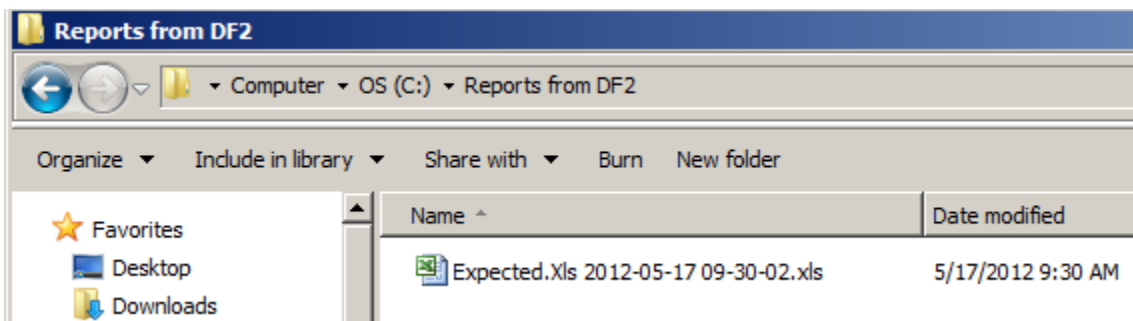 Reports from DF2
Computer OS (C:) Reports from DF2
Organize Include in library Share with Burn New folder
Favorites
Desktop
Downloads
Name Date modified
Expected.Xls 2012-05-17 09-30-02.xls 5/17/2012 9:30 AM